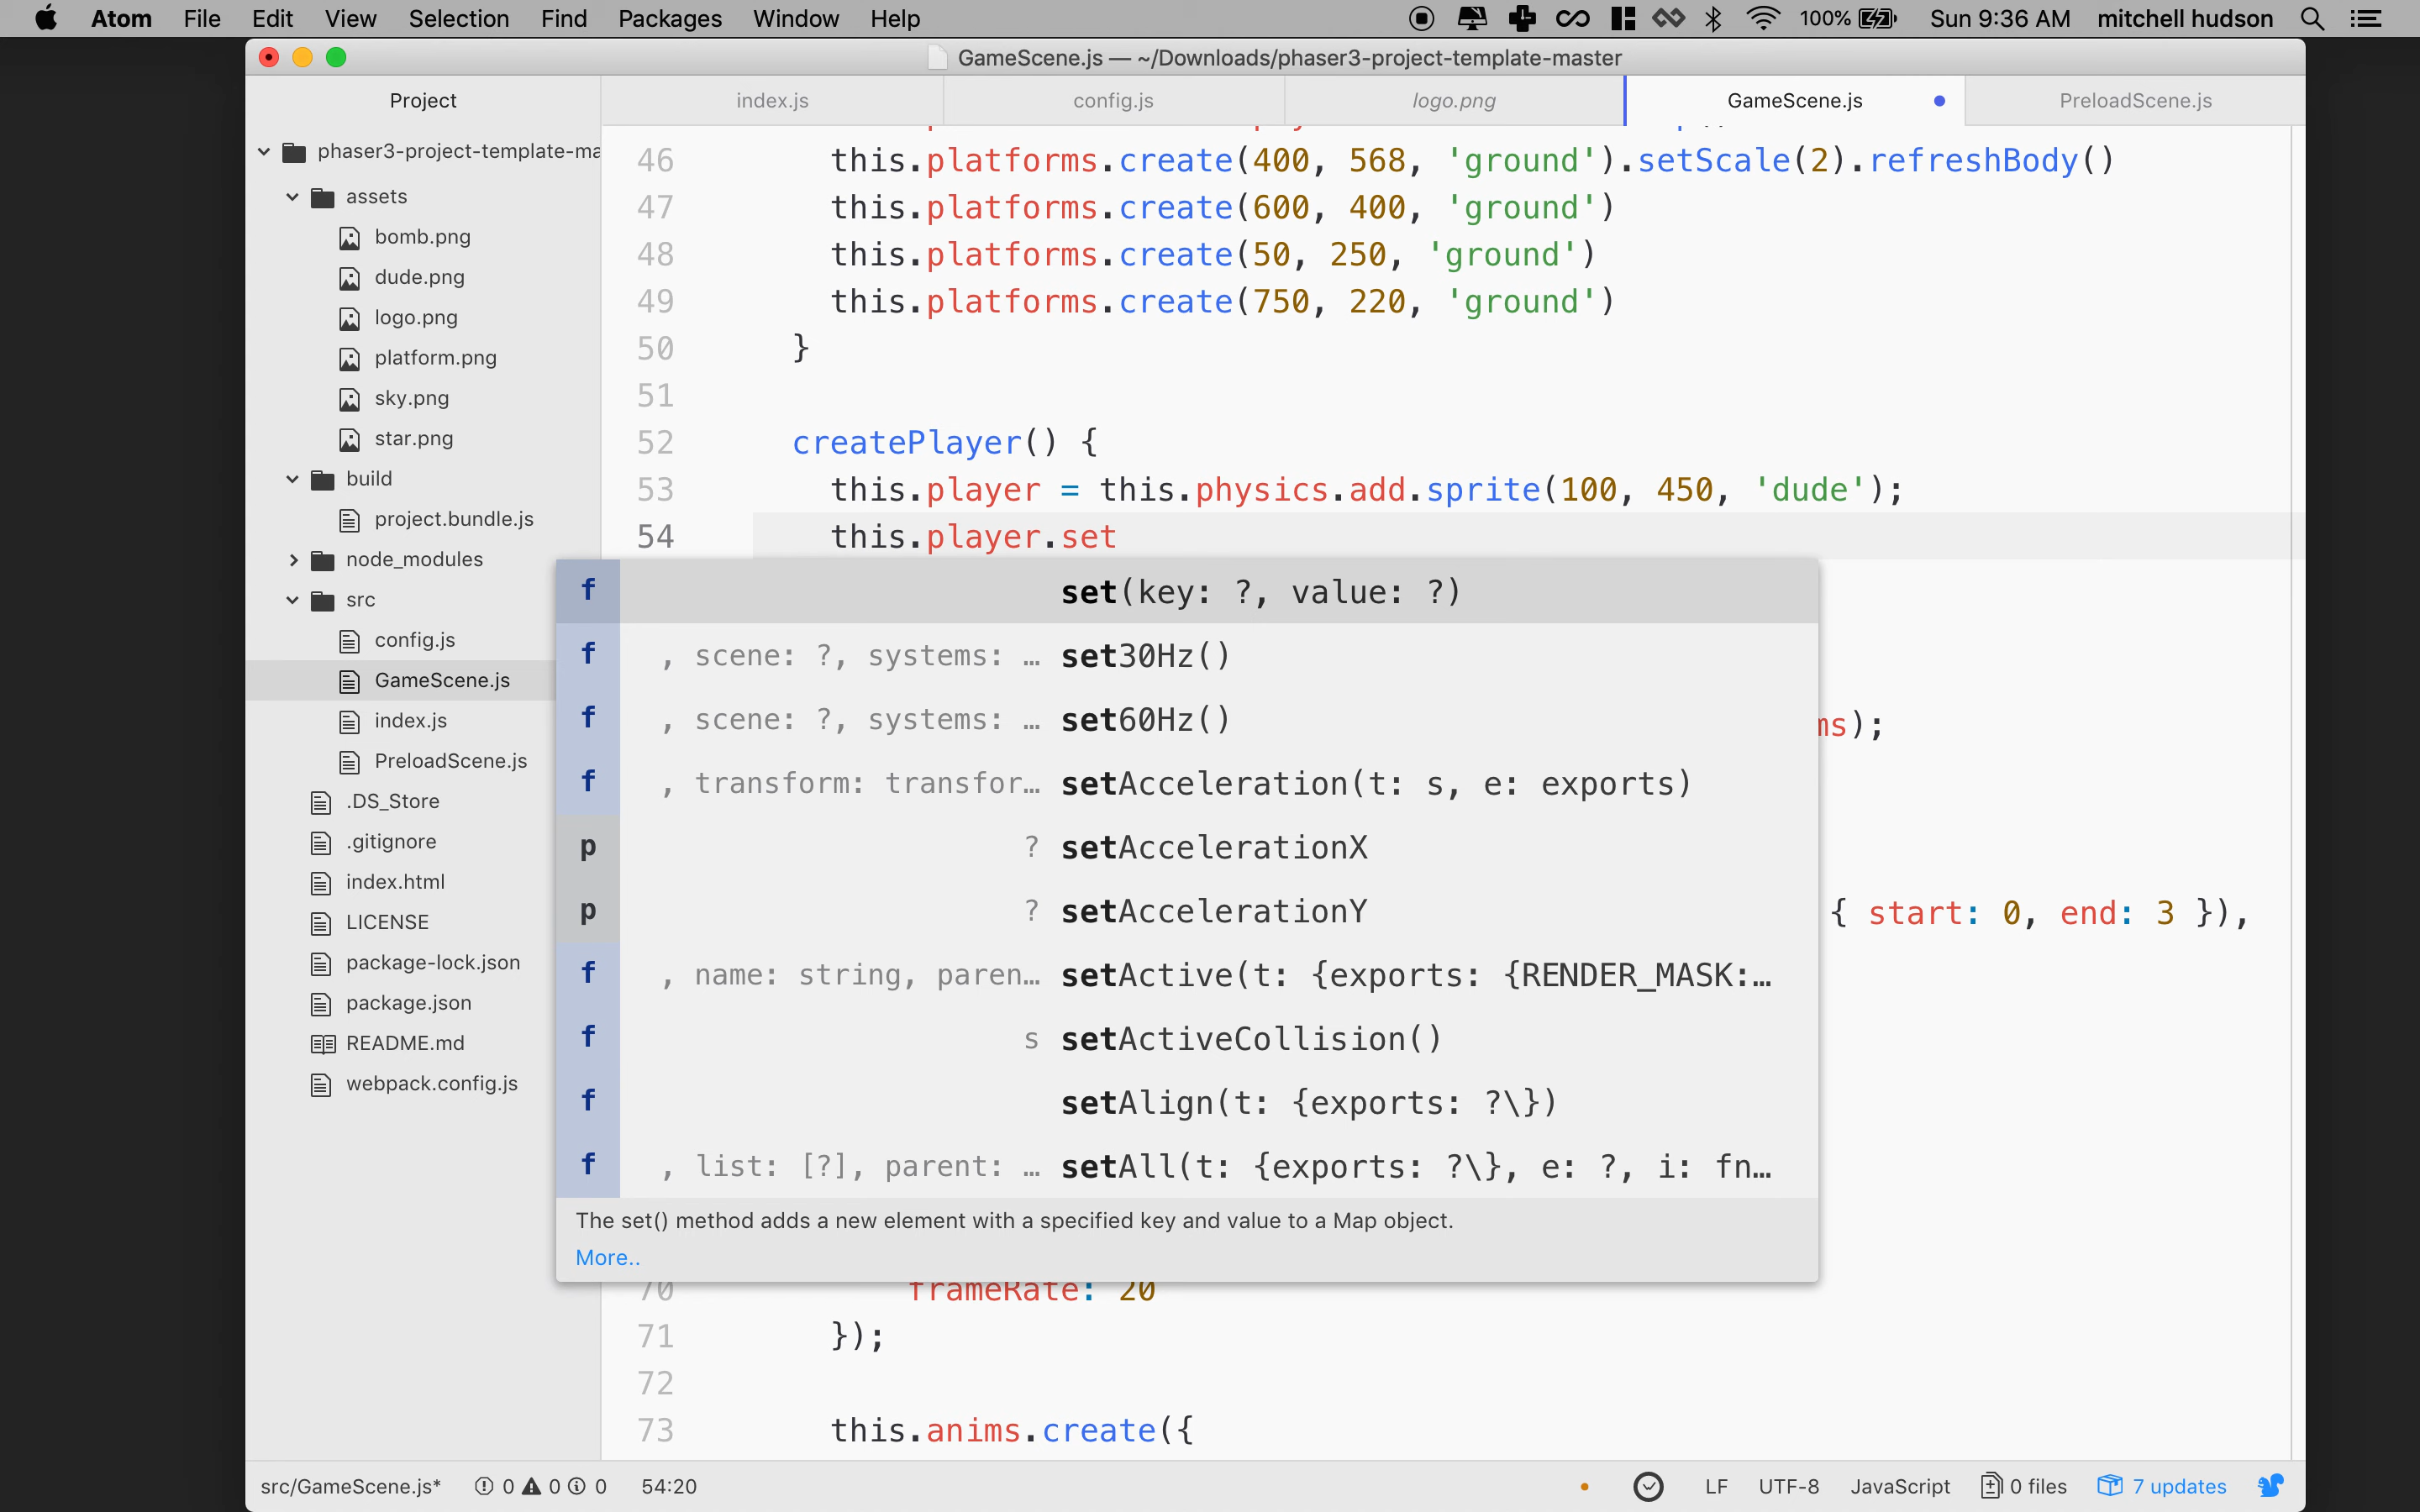 Atom File Edit View Selection Find Packages Window Help 100% Sun 9:36 AM mitchell hudson
GameScene.js — ~/Downloads/phaser3-project-template-master
Project
index.js config.js logo.png GameScene.js PreloadScene.js
phaser3-project-template-ma
assets
bomb.png
dude.png
logo.png
platform.png
sky.png
star.png
build
project.bundle.js
node_modules
src
config.js
GameScene.js
index.js
PreloadScene.js
.DS_Store
.gitignore
index.html
LICENSE
package-lock.json
package.json
README.md
webpack.config.js
46 this.platforms.create(400, 568, 'ground').setScale(2).refreshBody()
47 this.platforms.create(600, 400, 'ground')
48 this.platforms.create(50, 250, 'ground')
49 this.platforms.create(750, 220, 'ground')
50 }
51
52 createPlayer() {
53 this.player = this.physics.add.sprite(100, 450, 'dude');
54 this.player.set
f set(key: ?, value: ?)
f , scene: ?, systems: … set30Hz()
f , scene: ?, systems: … set60Hz()
ms);
f , transform: transfor… setAcceleration(t: s, e: exports)
p ? setAccelerationX
p ? setAccelerationY
{ start: 0, end: 3 }),
f , name: string, paren… setActive(t: {exports: {RENDER_MASK:…
f s setActiveCollision()
f setAlign(t: {exports: ?\})
f , list: [?], parent: … setAll(t: {exports: ?\}, e: ?, i: fn…
The set() method adds a new element with a specified key and value to a Map object.
More..
70 frameRate: 20
71 });
72
73 this.anims.create({
src/GameScene.js* 0 0 0 54:20 LF UTF-8 JavaScript 0 files 7 updates